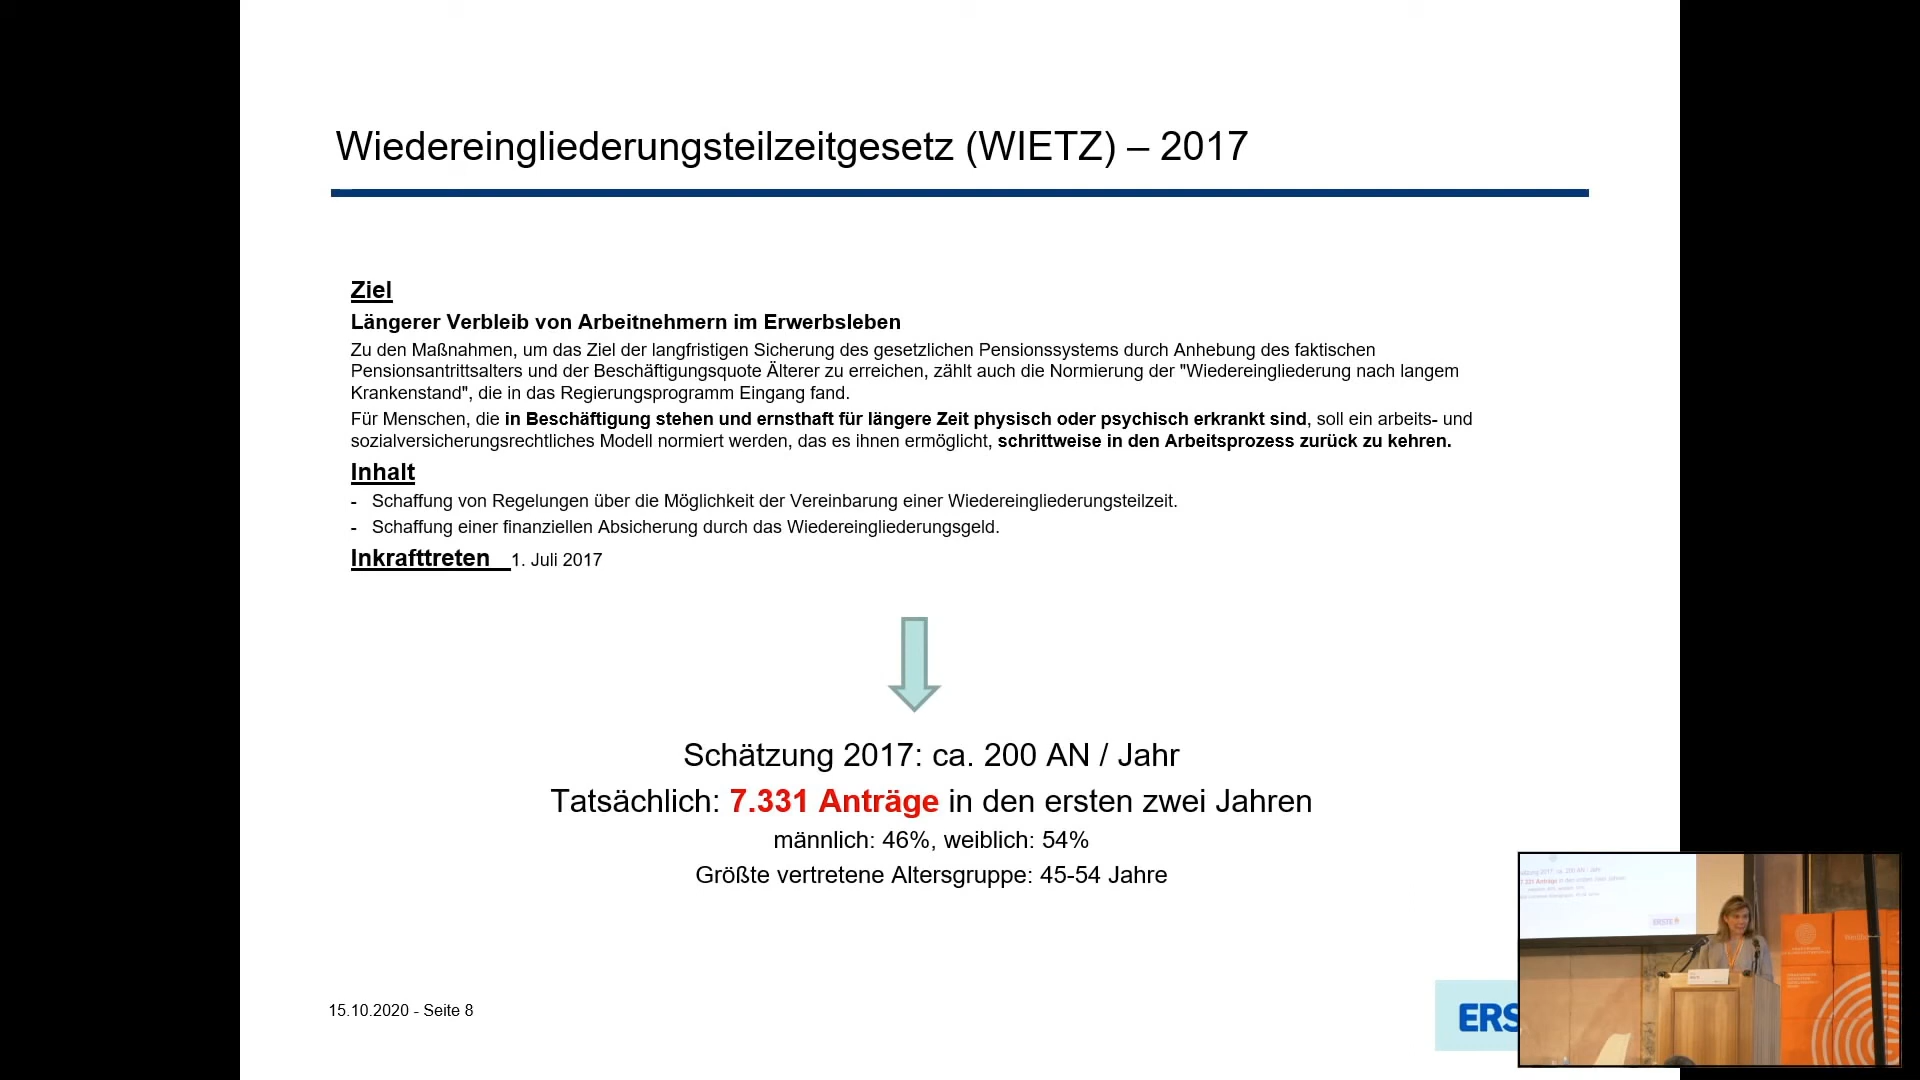 Wiedereingliederungsteilzeitgesetz (WIETZ) – 2017
Ziel
Längerer Verbleib von Arbeitnehmern im Erwerbsleben
Zu den Maßnahmen, um das Ziel der langfristigen Sicherung des gesetzlichen Pensionssystems durch Anhebung des faktischen
Pensionsantrittsalters und der Beschäftigungsquote Älterer zu erreichen, zählt auch die Normierung der "Wiedereingliederung nach langem
Krankenstand", die in das Regierungsprogramm Eingang fand.
Für Menschen, die in Beschäftigung stehen und ernsthaft für längere Zeit physisch oder psychisch erkrankt sind, soll ein arbeits- und
sozialversicherungsrechtliches Modell normiert werden, das es ihnen ermöglicht, schrittweise in den Arbeitsprozess zurück zu kehren.
Inhalt
- Schaffung von Regelungen über die Möglichkeit der Vereinbarung einer Wiedereingliederungsteilzeit.
- Schaffung einer finanziellen Absicherung durch das Wiedereingliederungsgeld.
Inkrafttreten 1. Juli 2017
Schätzung 2017: ca. 200 AN / Jahr
Tatsächlich: 7.331 Anträge in den ersten zwei Jahren
männlich: 46%, weiblich: 54%
Größte vertretene Altersgruppe: 45-54 Jahre
15.10.2020 - Seite 8
ERS
ERSTE